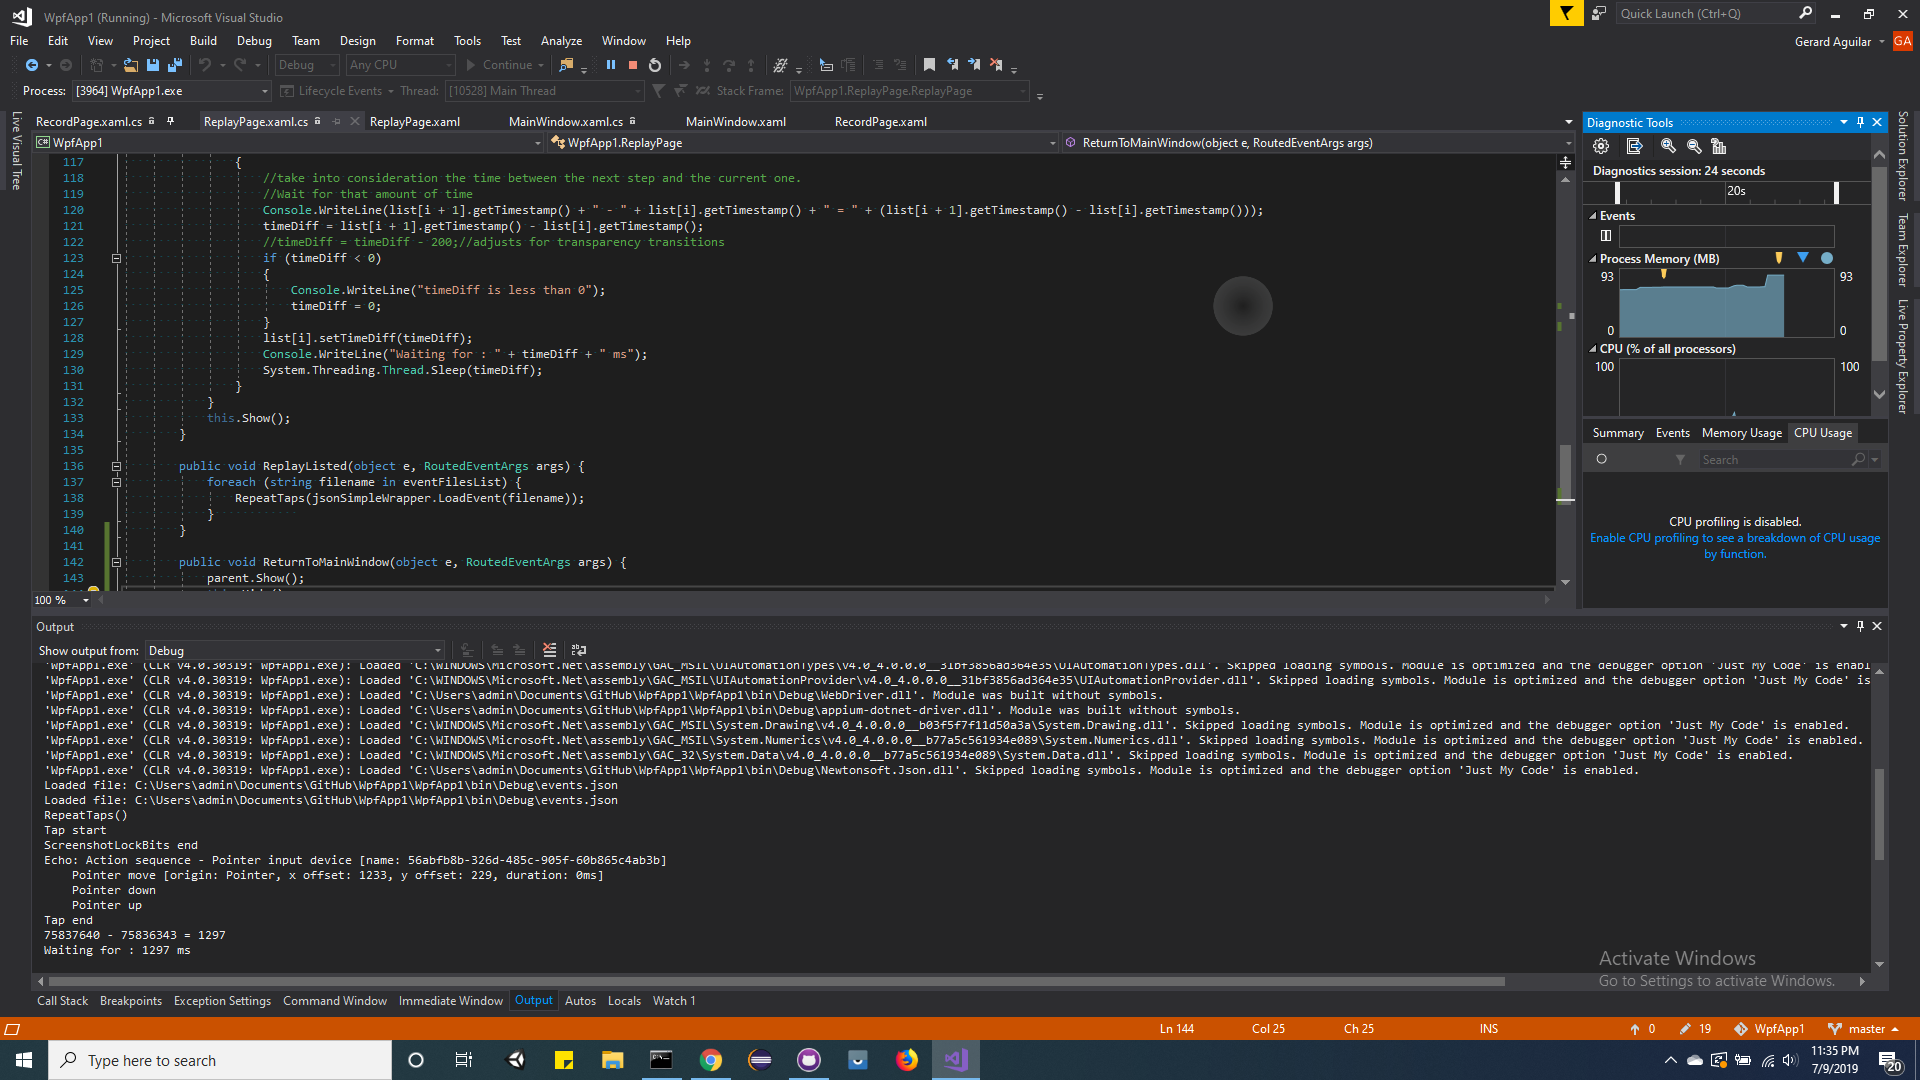 WpfApp1 (Running) - Microsoft Visual Studio
Quick Launch (Ctrl+Q)
File Edit View Project Build Debug Team Format Design Tools Test Analyze Window Help
Gerard Aguilar GA
Debug Any CPU Continue
Process: [3964] WpfApp1.exe Lifecycle Events Thread: [10528] Main Thread Stack Frame: WpfApp1.ReplayPage.ReplayPage
Live Visual Tree
RecordPage.xaml.cs ReplayPage.xaml.cs ReplayPage.xaml MainWindow.xaml.cs MainWindow.xaml RecordPage.xaml
C# WpfApp1 WpfApp1.ReplayPage ReturnToMainWindow(object e, RoutedEventArgs args)
117 {
118 //take into consideration the time between the next step and the current one.
119 //Wait for that amount of time
120 Console.WriteLine(list[i + 1].getTimestamp() + " - " + list[i].getTimestamp() + " = " + (list[i + 1].getTimestamp() - list[i].getTimestamp()));
121 timeDiff = list[i + 1].getTimestamp() - list[i].getTimestamp();
122 //timeDiff = timeDiff - 200;//adjusts for transparency transitions
123 if (timeDiff < 0)
124 {
125 Console.WriteLine("timeDiff is less than 0");
126 timeDiff = 0;
127 }
128 list[i].setTimeDiff(timeDiff);
129 Console.WriteLine("Waiting for : " + timeDiff + " ms");
130 System.Threading.Thread.Sleep(timeDiff);
131 }
132 }
133 this.Show();
134 }
135
136 public void ReplayListed(object e, RoutedEventArgs args) {
137 foreach (string filename in eventFilesList) {
138 RepeatTaps(jsonSimpleWrapper.LoadEvent(filename));
139 }
140 }
141
142 public void ReturnToMainWindow(object e, RoutedEventArgs args) {
143 parent.Show();
100 %
Diagnostic Tools
Diagnostics session: 24 seconds
20s
Events
Process Memory (MB)
93 93
0 0
CPU (% of all processors)
100 100
Summary Events Memory Usage CPU Usage
Search
CPU profiling is disabled.
Enable CPU profiling to see a breakdown of CPU usage
by function.
Solution Explorer
Team Explorer
Live Property Explorer
Output
Show output from: Debug
'WpfApp1.exe' (CLR v4.0.30319: WpfApp1.exe): Loaded 'C:\WINDOWS\Microsoft.Net\assembly\GAC_MSIL\UIAutomationTypes\v4.0_4.0.0.0__31bf3856ad364e35\UIAutomationTypes.dll'. Skipped loading symbols. Module is optimized and the debugger option 'Just My Code' is enabl
'WpfApp1.exe' (CLR v4.0.30319: WpfApp1.exe): Loaded 'C:\WINDOWS\Microsoft.Net\assembly\GAC_MSIL\UIAutomationProvider\v4.0_4.0.0.0__31bf3856ad364e35\UIAutomationProvider.dll'. Skipped loading symbols. Module is optimized and the debugger option 'Just My Code' is
'WpfApp1.exe' (CLR v4.0.30319: WpfApp1.exe): Loaded 'C:\Users\admin\Documents\GitHub\WpfApp1\WpfApp1\bin\Debug\WebDriver.dll'. Module was built without symbols.
'WpfApp1.exe' (CLR v4.0.30319: WpfApp1.exe): Loaded 'C:\Users\admin\Documents\GitHub\WpfApp1\WpfApp1\bin\Debug\appium-dotnet-driver.dll'. Module was built without symbols.
'WpfApp1.exe' (CLR v4.0.30319: WpfApp1.exe): Loaded 'C:\WINDOWS\Microsoft.Net\assembly\GAC_MSIL\System.Drawing\v4.0_4.0.0.0__b03f5f7f11d50a3a\System.Drawing.dll'. Skipped loading symbols. Module is optimized and the debugger option 'Just My Code' is enabled.
'WpfApp1.exe' (CLR v4.0.30319: WpfApp1.exe): Loaded 'C:\WINDOWS\Microsoft.Net\assembly\GAC_MSIL\System.Numerics\v4.0_4.0.0.0__b77a5c561934e089\System.Numerics.dll'. Skipped loading symbols. Module is optimized and the debugger option 'Just My Code' is enabled.
'WpfApp1.exe' (CLR v4.0.30319: WpfApp1.exe): Loaded 'C:\WINDOWS\Microsoft.Net\assembly\GAC_32\System.Data\v4.0_4.0.0.0__b77a5c561934e089\System.Data.dll'. Skipped loading symbols. Module is optimized and the debugger option 'Just My Code' is enabled.
'WpfApp1.exe' (CLR v4.0.30319: WpfApp1.exe): Loaded 'C:\Users\admin\Documents\GitHub\WpfApp1\WpfApp1\bin\Debug\Newtonsoft.Json.dll'. Skipped loading symbols. Module is optimized and the debugger option 'Just My Code' is enabled.
Loaded file: C:\Users\admin\Documents\GitHub\WpfApp1\WpfApp1\bin\Debug\events.json
Loaded file: C:\Users\admin\Documents\GitHub\WpfApp1\WpfApp1\bin\Debug\events.json
RepeatTaps()
Tap start
ScreenshotLockBits end
Echo: Action sequence - Pointer input device [name: 56abfb8b-326d-485c-905f-60b865c4ab3b]
Pointer move [origin: Pointer, x offset: 1233, y offset: 229, duration: 0ms]
Pointer down
Pointer up
Tap end
75837640 - 75836343 = 1297
Waiting for : 1297 ms
Activate Windows
Go to Settings to activate Windows.
Call Stack Breakpoints Exception Settings Command Window Immediate Window Output Autos Locals Watch 1
Ln 144 Col 25 Ch 25 INS 0 19 WpfApp1 master
Type here to search
11:35 PM
7/9/2019
20